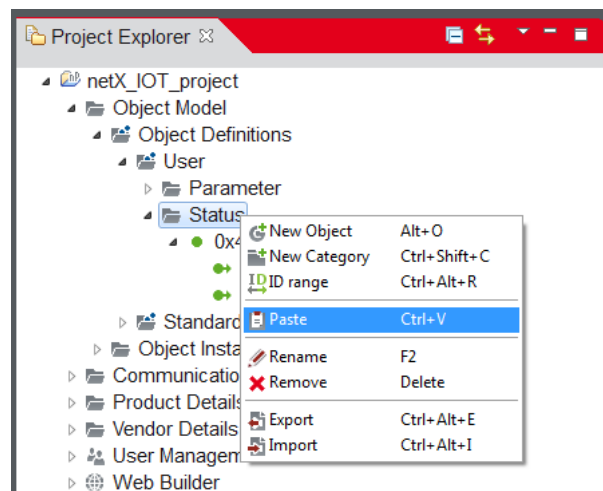 Project Explorer
netX_IOT_project
Object Model
Object Definitions
User
Parameter
Status
New Object Alt+O
0x4
New Category Ctrl+Shift+C
ID range Ctrl+Alt+R
Standard
Paste Ctrl+V
Object Insta
Rename F2
Communicatio
Remove Delete
Product Details
Export Ctrl+Alt+E
Vendor Details
Import Ctrl+Alt+I
User Managem
Web Builder